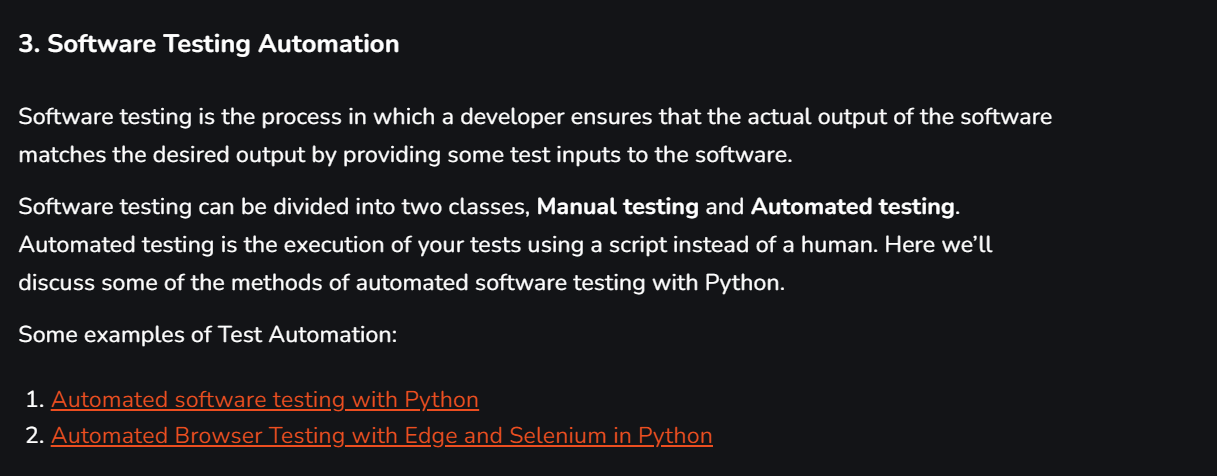 3. Software Testing Automation
Software testing is the process in which a developer ensures that the actual output of the software
matches the desired output by providing some test inputs to the software.
Software testing can be divided into two classes, Manual testing and Automated testing.
Automated testing is the execution of your tests using a script instead of a human. Here we’ll
discuss some of the methods of automated software testing with Python.
Some examples of Test Automation:
1. Automated software testing with Python
2. Automated Browser Testing with Edge and Selenium in Python